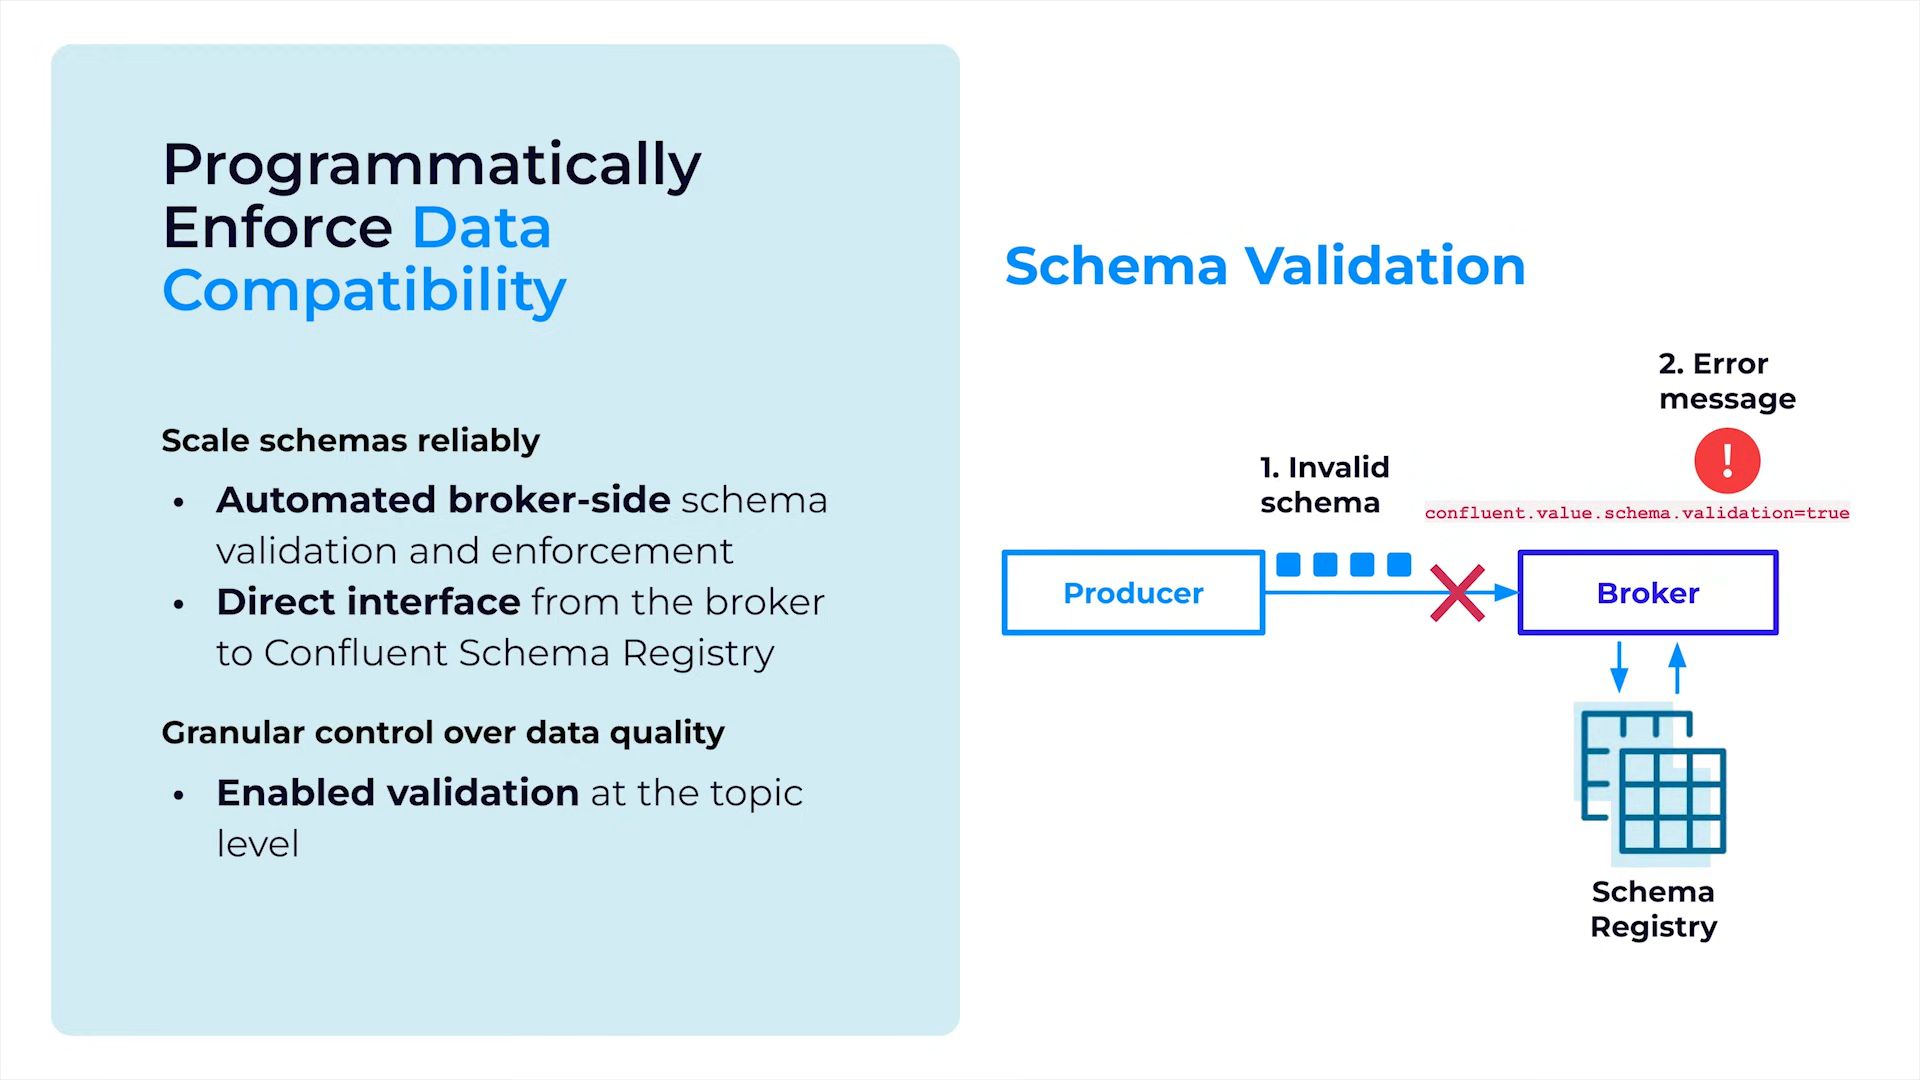 Programmatically
Enforce Data
Compatibility
Scale schemas reliably
• Automated broker-side schema
validation and enforcement
• Direct interface from the broker
to Confluent Schema Registry
Granular control over data quality
• Enabled validation at the topic
level
Schema Validation
2. Error
message
!
1. Invalid
schema
confluent.value.schema.validation=true
Producer
Broker
Schema
Registry